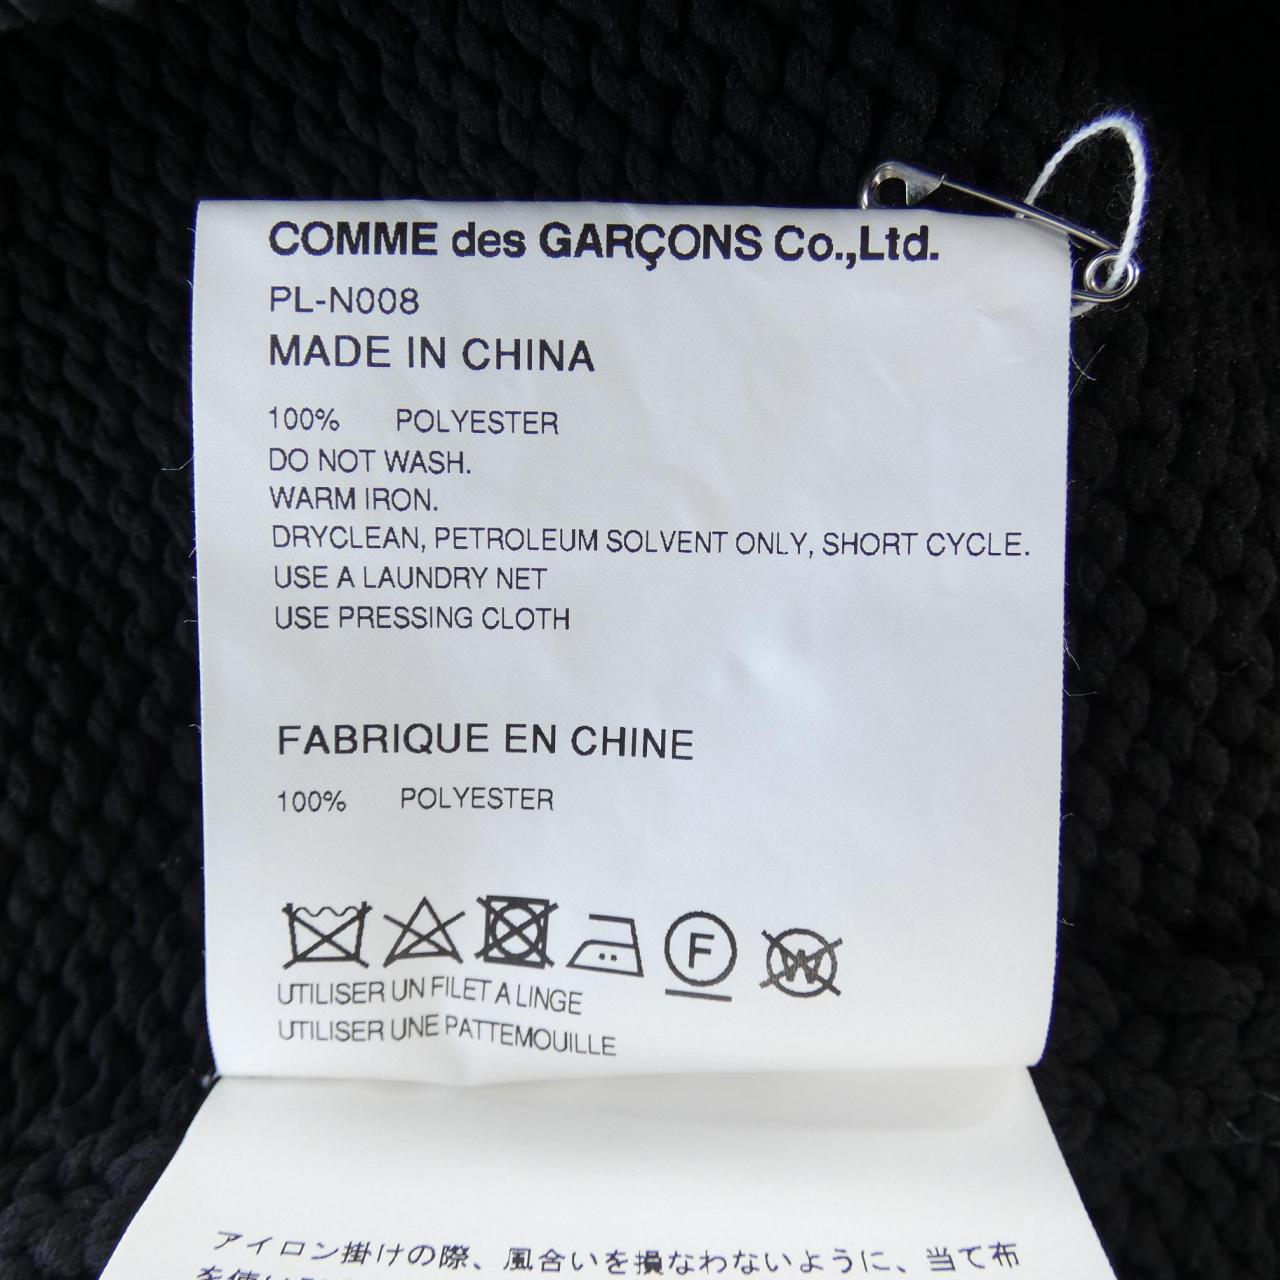 COMME des GARÇONS Co.,Ltd.
PL-N008
MADE IN CHINA
100% POLYESTER
DO NOT WASH.
WARM IRON.
DRYCLEAN, PETROLEUM SOLVENT ONLY, SHORT CYCLE.
USE A LAUNDRY NET
USE PRESSING CLOTH
FABRIQUE EN CHINE
100% POLYESTER
F W
UTILISER UN FILET A LINGE
UTILISER UNE PATTEMOUILLE
アイロン掛けの際、風合いを損なわないように、当て布
を使い